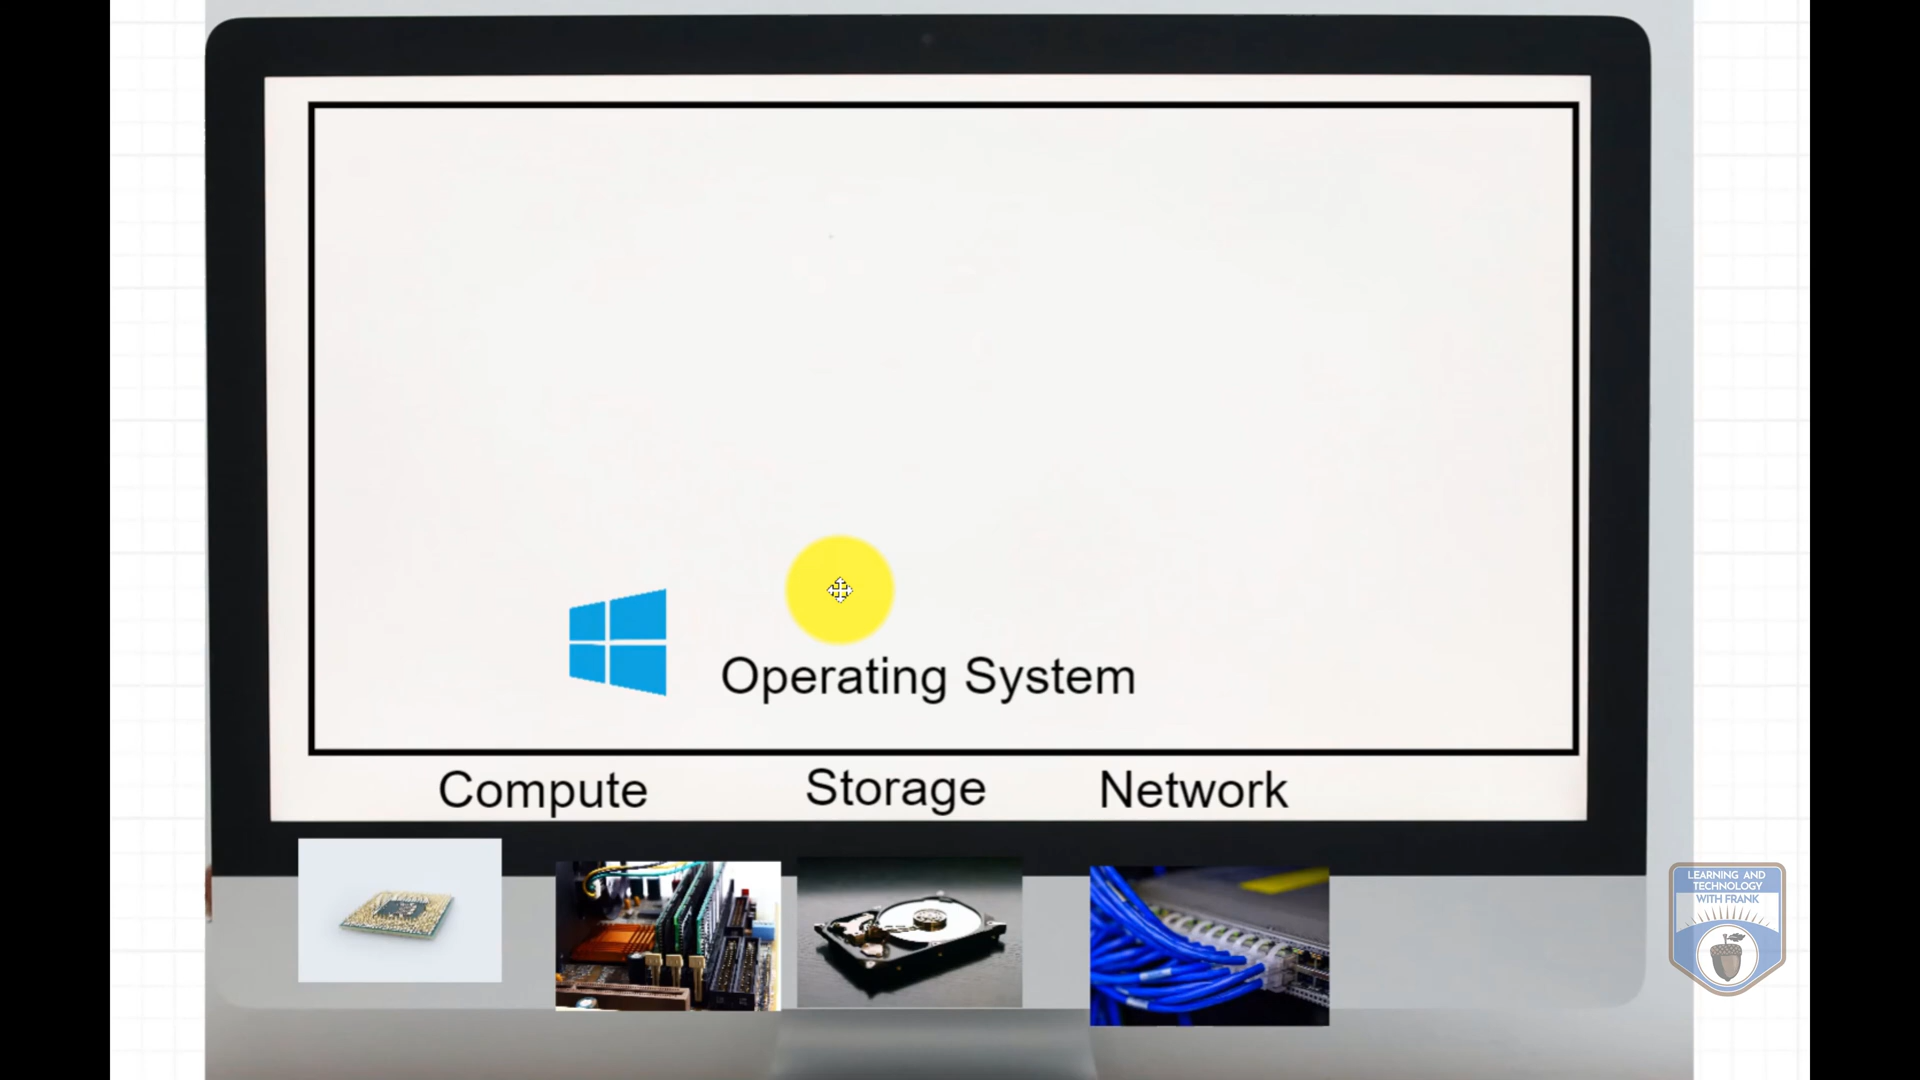 Operating System
Compute
Storage
Network
LEARNING AND
TECHNOLOGY
WITH FRANK